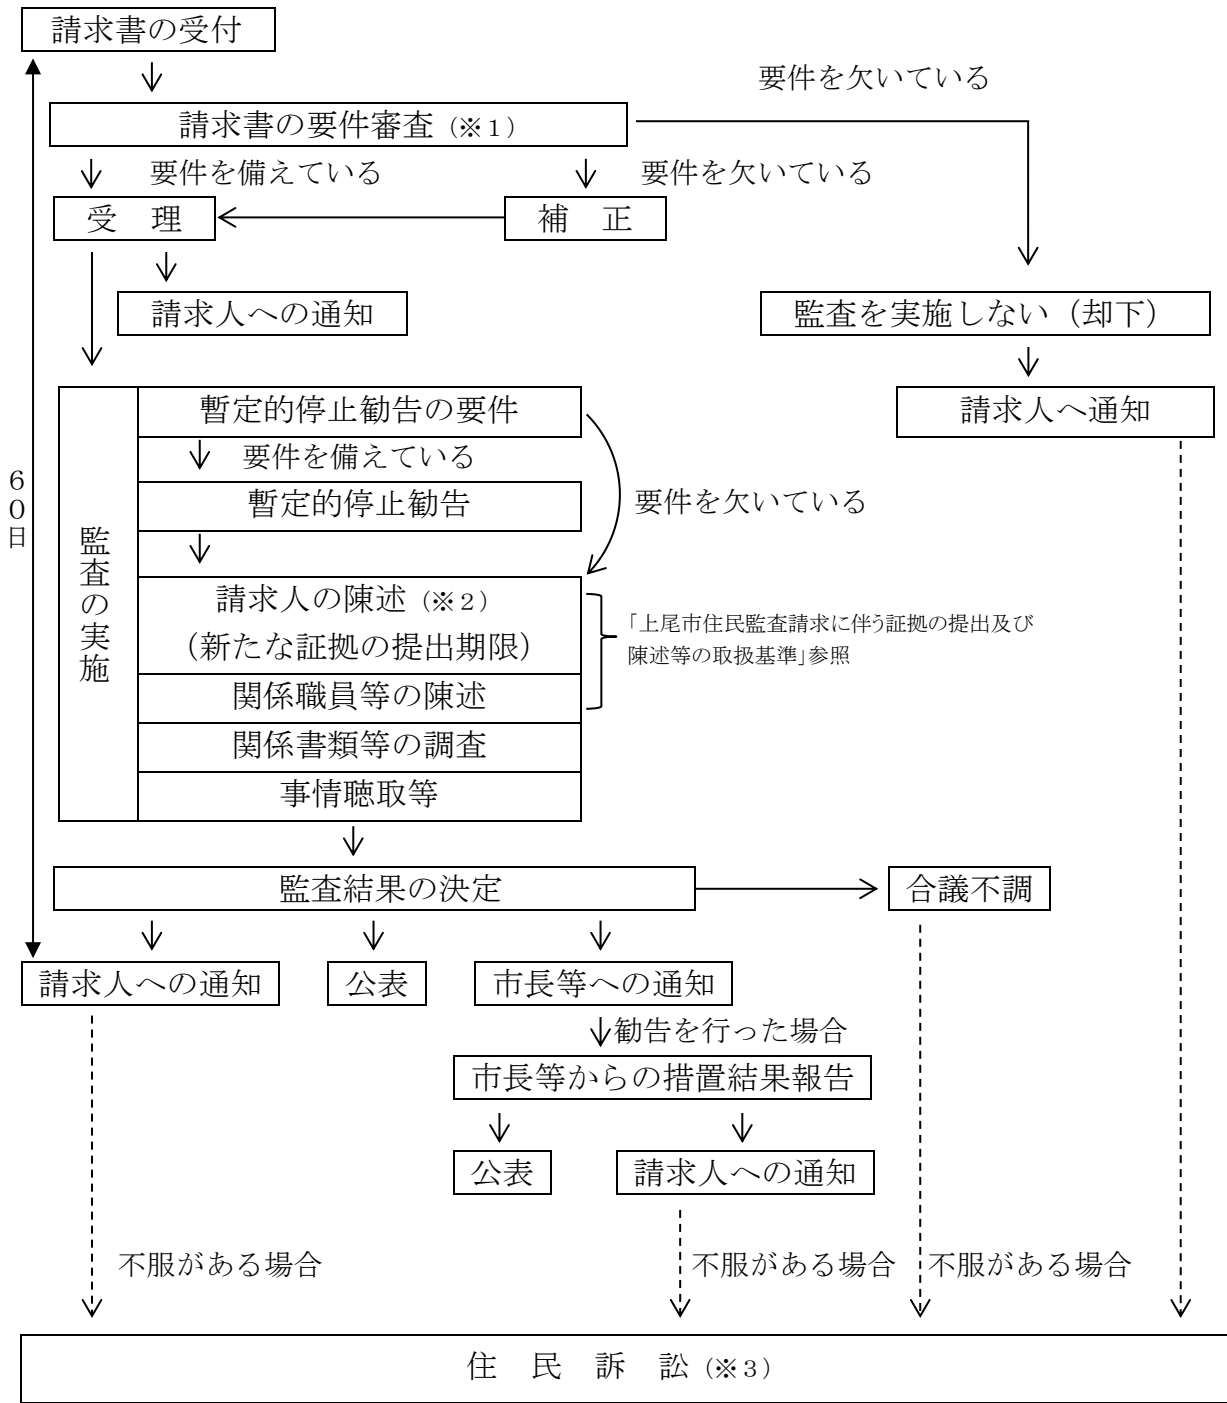 請求書の受付
要件を欠いている
請求書の要件審査(※1)
要件を備えている
要件を欠いている
受　理
補　正
請求人への通知
監査を実施しない（却下）
請求人へ通知
60日
監査の実施
暫定的停止勧告の要件
要件を備えている
暫定的停止勧告
要件を欠いている
請求人の陳述(※2)
（新たな証拠の提出期限）
「上尾市住民監査請求に伴う証拠の提出及び
陳述等の取扱基準」参照
関係職員等の陳述
関係書類等の調査
事情聴取等
監査結果の決定
合議不調
請求人への通知
公表
市長等への通知
勧告を行った場合
市長等からの措置結果報告
公表
請求人への通知
不服がある場合
不服がある場合
不服がある場合
住　民　訴　訟(※3)